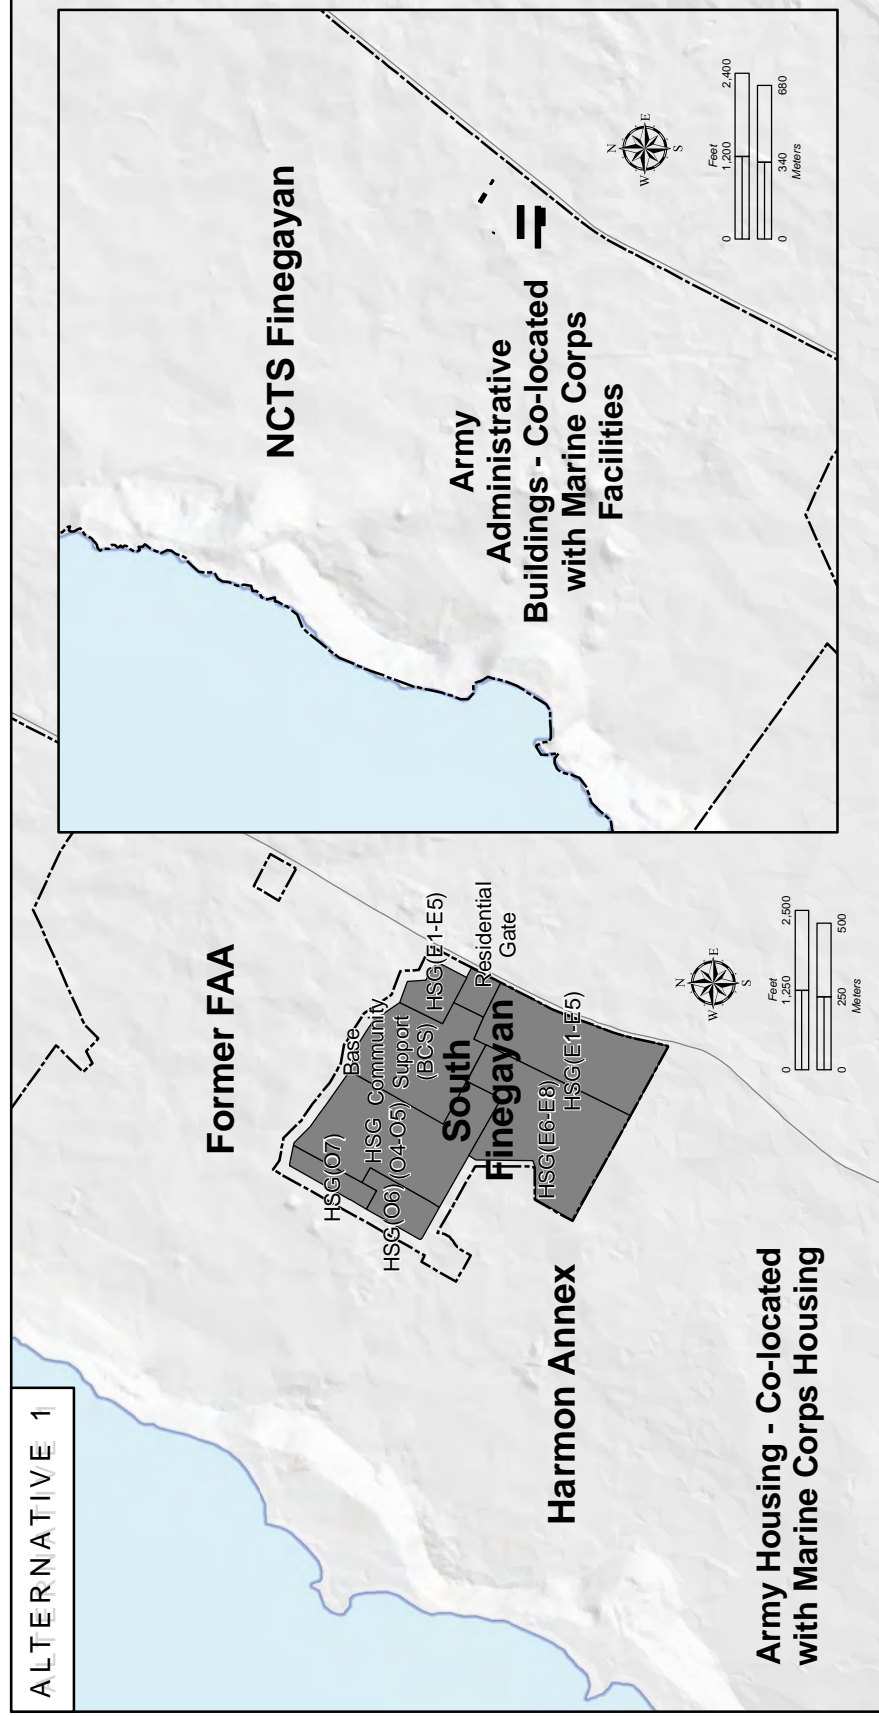 ALTERNATIVE 1
Former FAA
HSG(O7)
HSG(O6)
HSG
(O4-O5)
Base
Community
Support
(BCS)
HSG(E1-E5)
Residential
Gate
South
Finegayan
HSG(E6-E8)
HSG(E1-E5)
Harmon Annex
Army Housing - Co-located
with Marine Corps Housing
N
W E
S
Feet
0 1,250 2,500
0 250 500
Meters
NCTS Finegayan
Army
Administrative
Buildings - Co-located
with Marine Corps
Facilities
N
W E
S
Feet
0 1,200 2,400
0 340 680
Meters